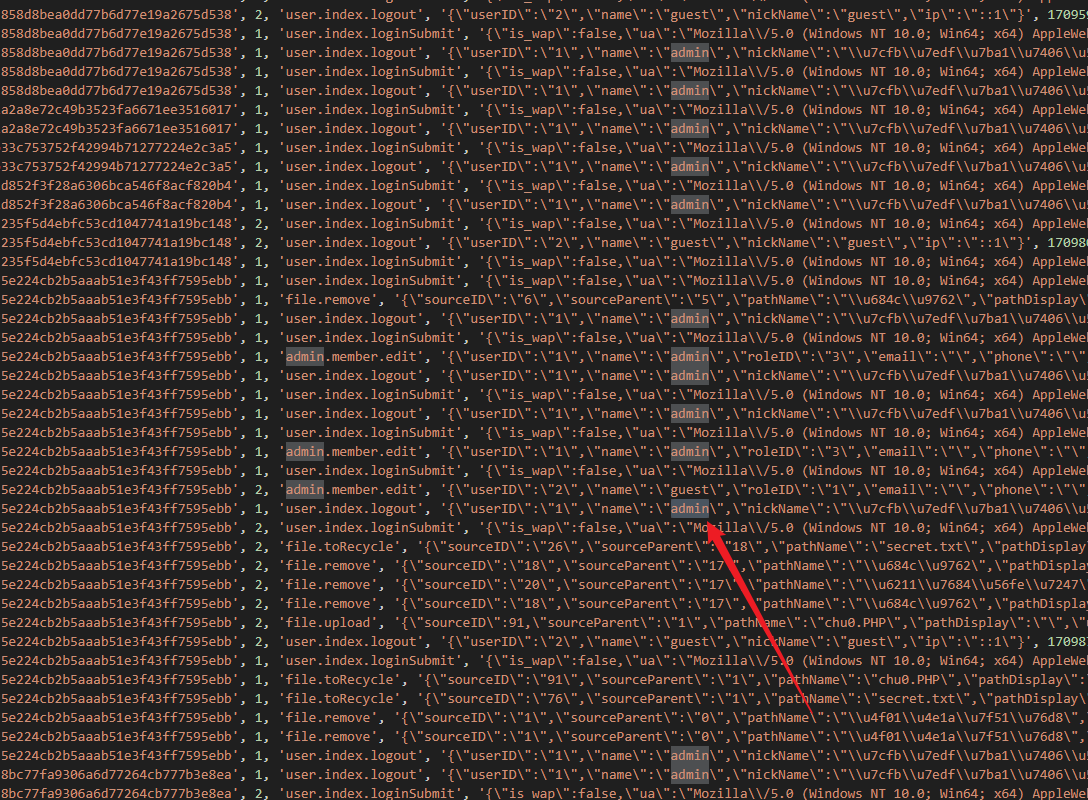 858d8bea0dd77b6d77e19a2675d538', 2, 'user.index.logout', '{\"userID\":\"2\",\"name\":\"guest\",\"nickName\":\"guest\",\"ip\":\"::1\"}', 17095
858d8bea0dd77b6d77e19a2675d538', 1, 'user.index.loginSubmit', '{\"is_wap\":false,\"ua\":\"Mozilla\\/5.0 (Windows NT 10.0; Win64; x64) AppleWeb
858d8bea0dd77b6d77e19a2675d538', 1, 'user.index.logout', '{\"userID\":\"1\",\"name\":\"admin\",\"nickName\":\"\\u7cfb\\u7edf\\u7ba1\\u7406\\u5
858d8bea0dd77b6d77e19a2675d538', 1, 'user.index.loginSubmit', '{\"is_wap\":false,\"ua\":\"Mozilla\\/5.0 (Windows NT 10.0; Win64; x64) AppleWeb
858d8bea0dd77b6d77e19a2675d538', 1, 'user.index.logout', '{\"userID\":\"1\",\"name\":\"admin\",\"nickName\":\"\\u7cfb\\u7edf\\u7ba1\\u7406\\u5
a2a8e72c49b3523fa6671ee3516017', 1, 'user.index.loginSubmit', '{\"is_wap\":false,\"ua\":\"Mozilla\\/5.0 (Windows NT 10.0; Win64; x64) AppleWeb
a2a8e72c49b3523fa6671ee3516017', 1, 'user.index.logout', '{\"userID\":\"1\",\"name\":\"admin\",\"nickName\":\"\\u7cfb\\u7edf\\u7ba1\\u7406\\u5
33c753752f42994b71277224e2c3a5', 1, 'user.index.loginSubmit', '{\"is_wap\":false,\"ua\":\"Mozilla\\/5.0 (Windows NT 10.0; Win64; x64) AppleWeb
33c753752f42994b71277224e2c3a5', 1, 'user.index.logout', '{\"userID\":\"1\",\"name\":\"admin\",\"nickName\":\"\\u7cfb\\u7edf\\u7ba1\\u7406\\u5
d852f3f28a6306bca546f8acf820b4', 1, 'user.index.loginSubmit', '{\"is_wap\":false,\"ua\":\"Mozilla\\/5.0 (Windows NT 10.0; Win64; x64) AppleWeb
d852f3f28a6306bca546f8acf820b4', 1, 'user.index.logout', '{\"userID\":\"1\",\"name\":\"admin\",\"nickName\":\"\\u7cfb\\u7edf\\u7ba1\\u7406\\u5
235f5d4ebfc53cd1047741a19bc148', 2, 'user.index.loginSubmit', '{\"is_wap\":false,\"ua\":\"Mozilla\\/5.0 (Windows NT 10.0; Win64; x64) AppleWeb
235f5d4ebfc53cd1047741a19bc148', 2, 'user.index.logout', '{\"userID\":\"2\",\"name\":\"guest\",\"nickName\":\"guest\",\"ip\":\"::1\"}', 17098
235f5d4ebfc53cd1047741a19bc148', 1, 'user.index.loginSubmit', '{\"is_wap\":false,\"ua\":\"Mozilla\\/5.0 (Windows NT 10.0; Win64; x64) AppleWeb
5e224cb2b5aaab51e3f43ff7595ebb', 1, 'user.index.loginSubmit', '{\"is_wap\":false,\"ua\":\"Mozilla\\/5.0 (Windows NT 10.0; Win64; x64) AppleWeb
5e224cb2b5aaab51e3f43ff7595ebb', 1, 'file.remove', '{\"sourceID\":\"6\",\"sourceParent\":\"5\",\"pathName\":\"\\u684c\\u9762\",\"pathDisplay\
5e224cb2b5aaab51e3f43ff7595ebb', 1, 'user.index.logout', '{\"userID\":\"1\",\"name\":\"admin\",\"nickName\":\"\\u7cfb\\u7edf\\u7ba1\\u7406\\u5
5e224cb2b5aaab51e3f43ff7595ebb', 1, 'user.index.loginSubmit', '{\"is_wap\":false,\"ua\":\"Mozilla\\/5.0 (Windows NT 10.0; Win64; x64) AppleWeb
5e224cb2b5aaab51e3f43ff7595ebb', 1, 'admin.member.edit', '{\"userID\":\"1\",\"name\":\"admin\",\"roleID\":\"3\",\"email\":\"\",\"phone\":\"\"
5e224cb2b5aaab51e3f43ff7595ebb', 1, 'user.index.logout', '{\"userID\":\"1\",\"name\":\"admin\",\"nickName\":\"\\u7cfb\\u7edf\\u7ba1\\u7406\\u5
5e224cb2b5aaab51e3f43ff7595ebb', 1, 'user.index.loginSubmit', '{\"is_wap\":false,\"ua\":\"Mozilla\\/5.0 (Windows NT 10.0; Win64; x64) AppleWeb
5e224cb2b5aaab51e3f43ff7595ebb', 1, 'user.index.logout', '{\"userID\":\"1\",\"name\":\"admin\",\"nickName\":\"\\u7cfb\\u7edf\\u7ba1\\u7406\\u5
5e224cb2b5aaab51e3f43ff7595ebb', 1, 'user.index.loginSubmit', '{\"is_wap\":false,\"ua\":\"Mozilla\\/5.0 (Windows NT 10.0; Win64; x64) AppleWeb
5e224cb2b5aaab51e3f43ff7595ebb', 1, 'admin.member.edit', '{\"userID\":\"1\",\"name\":\"admin\",\"roleID\":\"3\",\"email\":\"\",\"phone\":\"\"
5e224cb2b5aaab51e3f43ff7595ebb', 1, 'user.index.loginSubmit', '{\"is_wap\":false,\"ua\":\"Mozilla\\/5.0 (Windows NT 10.0; Win64; x64) AppleWeb
5e224cb2b5aaab51e3f43ff7595ebb', 2, 'admin.member.edit', '{\"userID\":\"2\",\"name\":\"guest\",\"roleID\":\"1\",\"email\":\"\",\"phone\":\"\"
5e224cb2b5aaab51e3f43ff7595ebb', 1, 'user.index.logout', '{\"userID\":\"1\",\"name\":\"admin\",\"nickName\":\"\\u7cfb\\u7edf\\u7ba1\\u7406\\u5
5e224cb2b5aaab51e3f43ff7595ebb', 2, 'user.index.loginSubmit', '{\"is_wap\":false,\"ua\":\"Mozilla\\/5.0 (Windows NT 10.0; Win64; x64) AppleWeb
5e224cb2b5aaab51e3f43ff7595ebb', 2, 'file.toRecycle', '{\"sourceID\":\"26\",\"sourceParent\":\"18\",\"pathName\":\"secret.txt\",\"pathDisplay
5e224cb2b5aaab51e3f43ff7595ebb', 2, 'file.remove', '{\"sourceID\":\"18\",\"sourceParent\":\"17\",\"pathName\":\"\\u684c\\u9762\",\"pathDisplay
5e224cb2b5aaab51e3f43ff7595ebb', 2, 'file.remove', '{\"sourceID\":\"20\",\"sourceParent\":\"17\",\"pathName\":\"\\u6211\\u7684\\u56fe\\u7247\
5e224cb2b5aaab51e3f43ff7595ebb', 2, 'file.remove', '{\"sourceID\":\"18\",\"sourceParent\":\"17\",\"pathName\":\"\\u684c\\u9762\",\"pathDisplay
5e224cb2b5aaab51e3f43ff7595ebb', 2, 'file.upload', '{\"sourceID\":91,\"sourceParent\":\"1\",\"pathName\":\"chu0.PHP\",\"pathDisplay\":\"\",\"
5e224cb2b5aaab51e3f43ff7595ebb', 2, 'user.index.logout', '{\"userID\":\"2\",\"name\":\"guest\",\"nickName\":\"guest\",\"ip\":\"::1\"}', 17098
5e224cb2b5aaab51e3f43ff7595ebb', 1, 'user.index.loginSubmit', '{\"is_wap\":false,\"ua\":\"Mozilla\\/5.0 (Windows NT 10.0; Win64; x64) AppleWeb
5e224cb2b5aaab51e3f43ff7595ebb', 1, 'file.toRecycle', '{\"sourceID\":\"91\",\"sourceParent\":\"1\",\"pathName\":\"chu0.PHP\",\"pathDisplay\":
5e224cb2b5aaab51e3f43ff7595ebb', 1, 'file.toRecycle', '{\"sourceID\":\"76\",\"sourceParent\":\"1\",\"pathName\":\"secret.txt\",\"pathDisplay\
5e224cb2b5aaab51e3f43ff7595ebb', 1, 'file.remove', '{\"sourceID\":\"1\",\"sourceParent\":\"0\",\"pathName\":\"\\u4f01\\u4e1a\\u7f51\\u76d8\",
5e224cb2b5aaab51e3f43ff7595ebb', 1, 'file.remove', '{\"sourceID\":\"1\",\"sourceParent\":\"0\",\"pathName\":\"\\u4f01\\u4e1a\\u7f51\\u76d8\",
5e224cb2b5aaab51e3f43ff7595ebb', 1, 'user.index.logout', '{\"userID\":\"1\",\"name\":\"admin\",\"nickName\":\"\\u7cfb\\u7edf\\u7ba1\\u7406\\u5
8bc77fa9306a6d77264cb777b3e8ea', 1, 'user.index.logout', '{\"userID\":\"1\",\"name\":\"admin\",\"nickName\":\"\\u7cfb\\u7edf\\u7ba1\\u7406\\u5
8bc77fa9306a6d77264cb777b3e8ea', 2, 'user.index.loginSubmit', '{\"is_wap\":false,\"ua\":\"Mozilla\\/5.0 (Windows NT 10.0; Win64; x64) AppleWeb